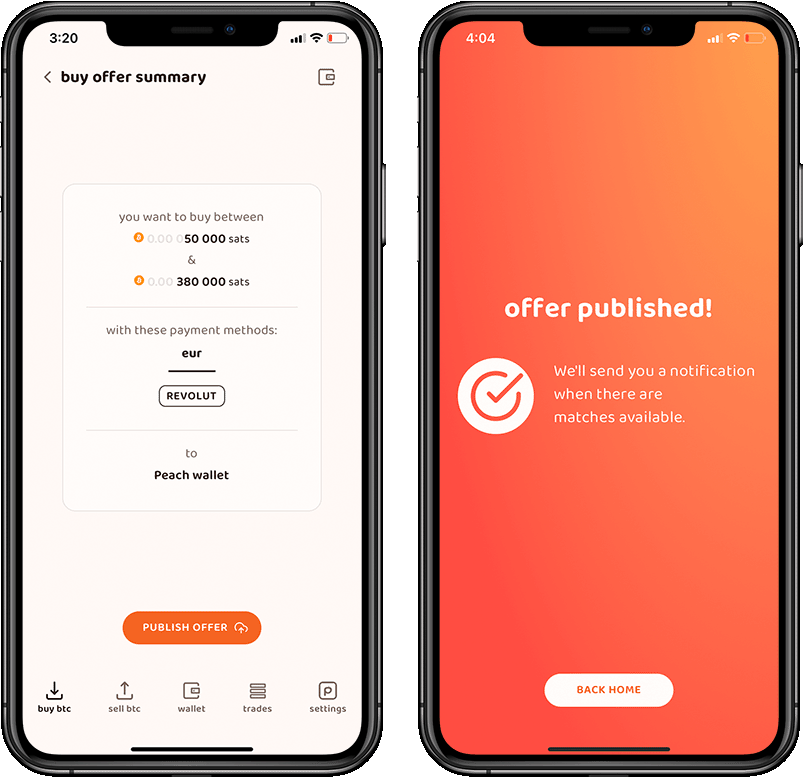 3:20
buy offer summary
you want to buy between
0.00 050 000 sats
&
0.00 380 000 sats
with these payment methods:
eur
REVOLUT
to
Peach wallet
PUBLISH OFFER
buy btc
sell btc
wallet
trades
settings
4:04
offer published!
We'll send you a notification
when there are
matches available.
BACK HOME